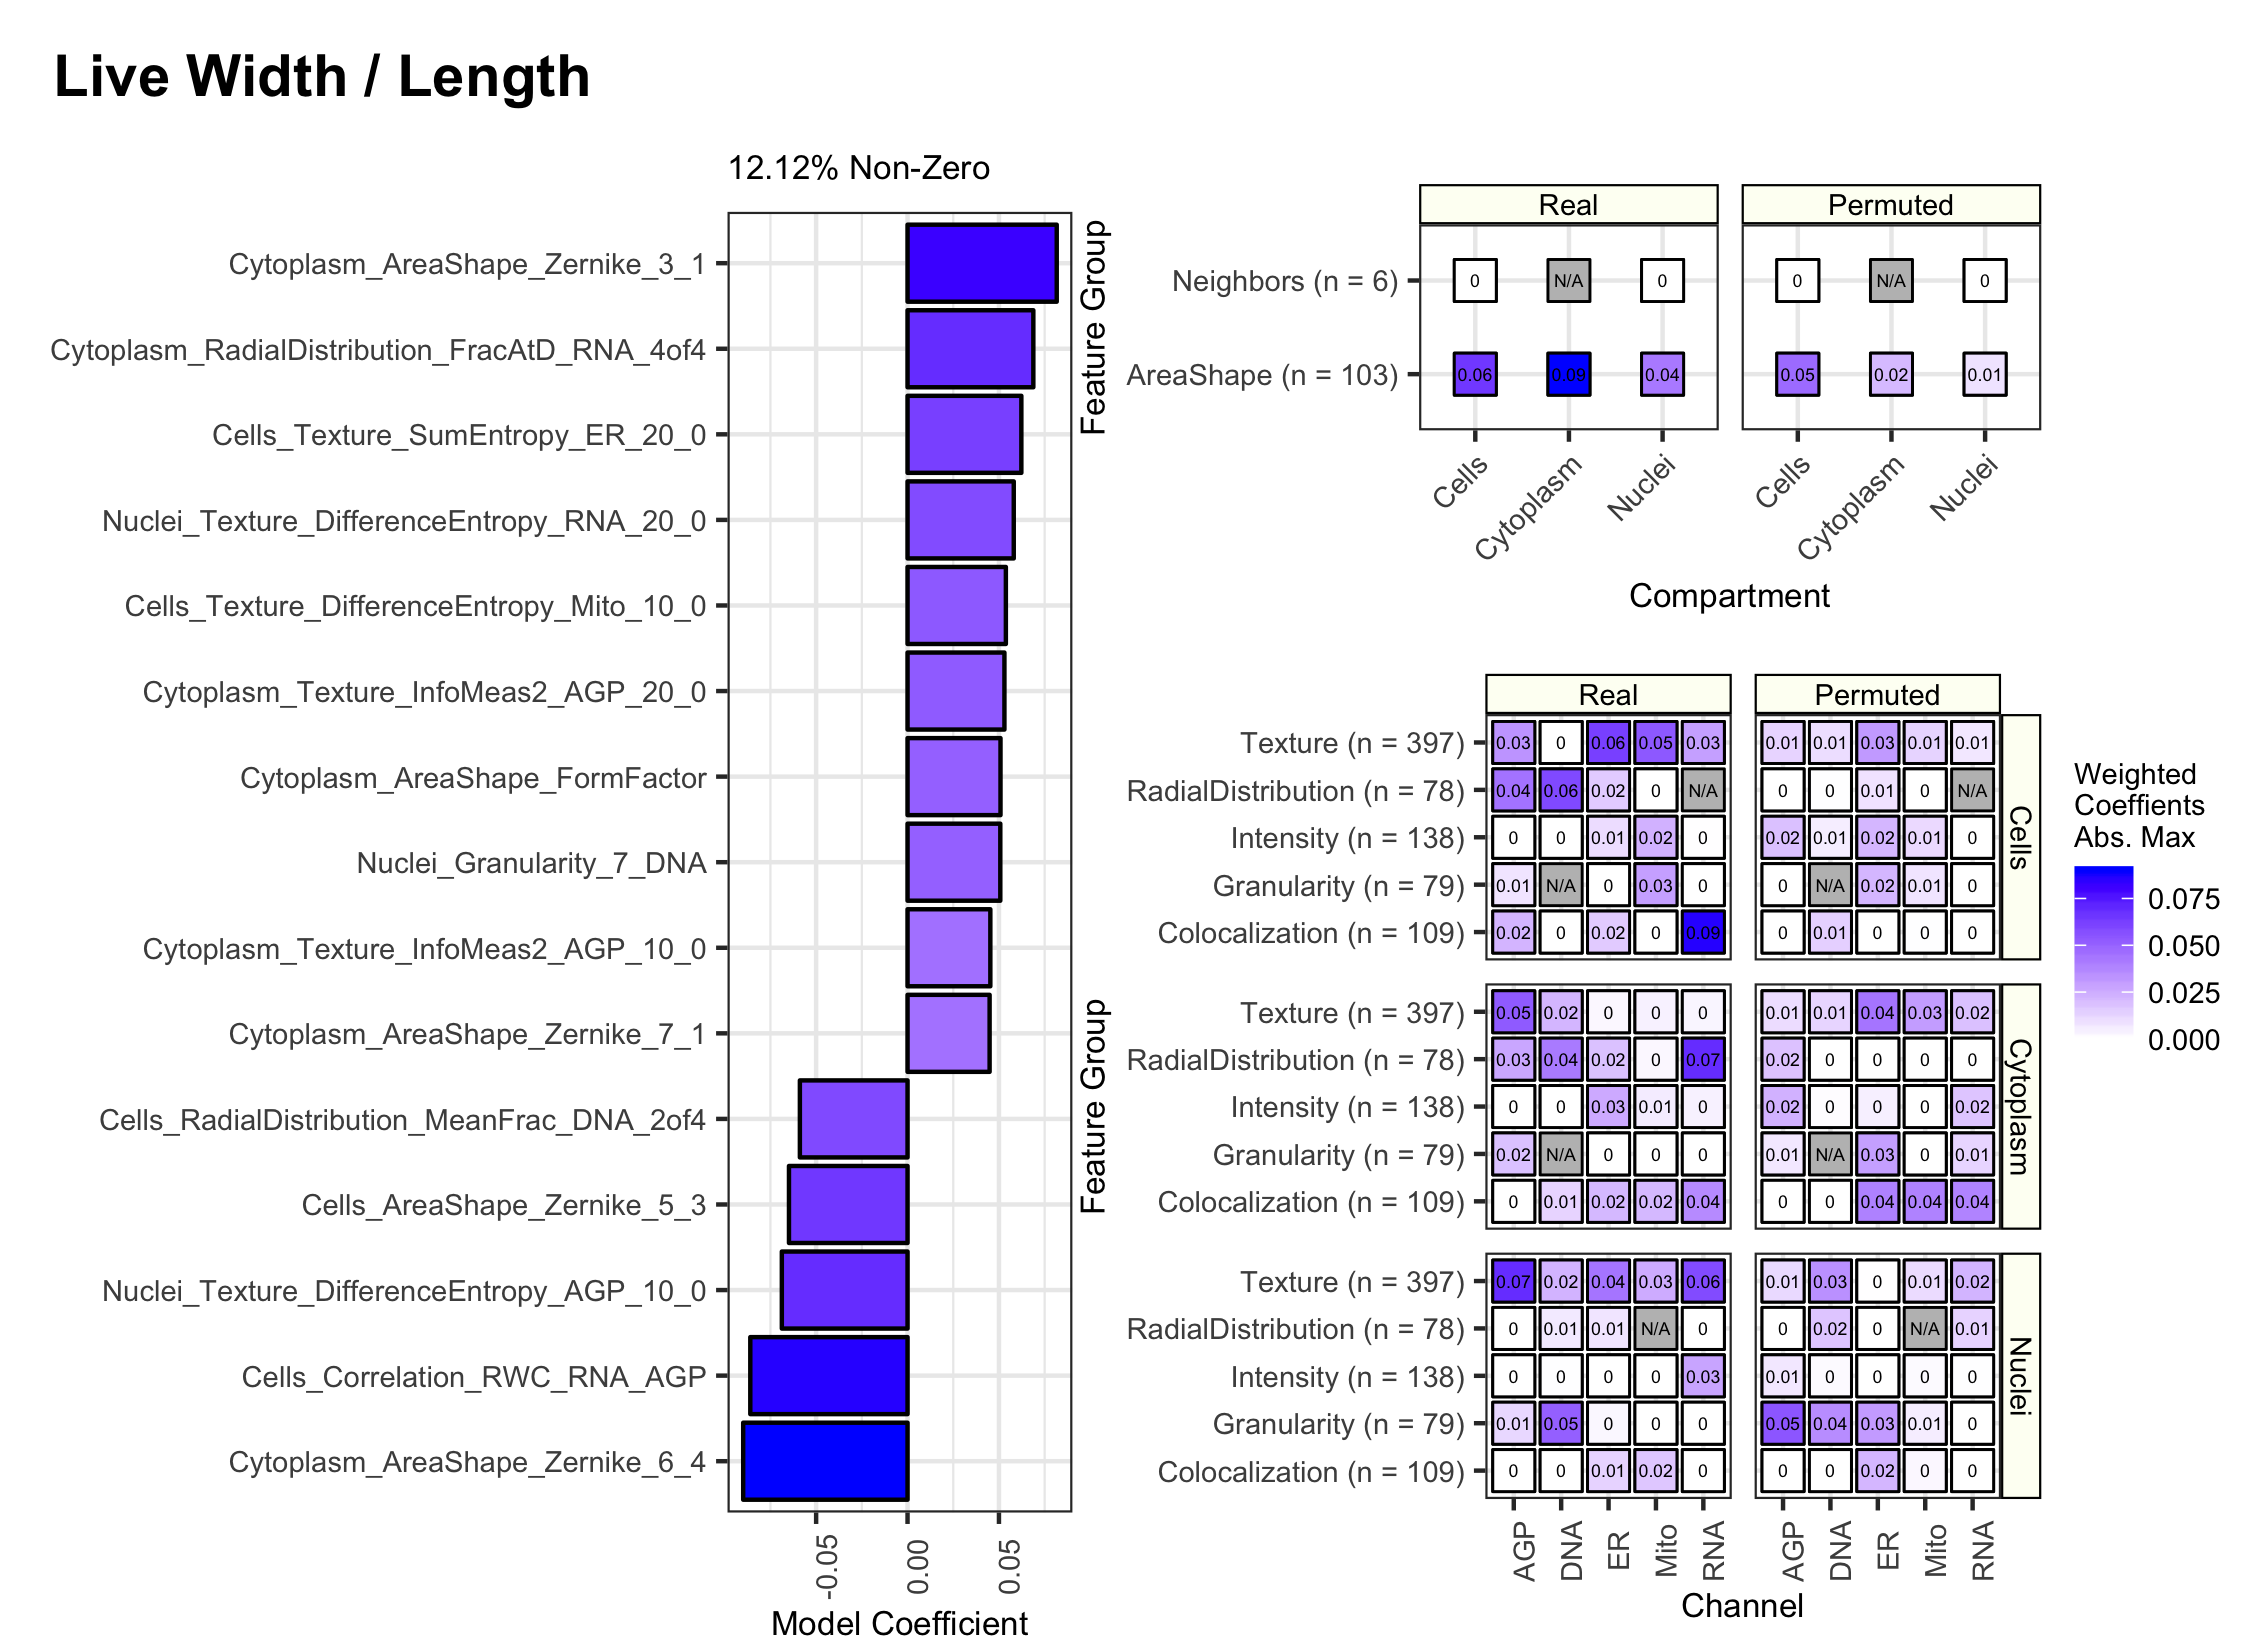 Live Width / Length
12.12% Non-Zero
Cytoplasm_AreaShape_Zernike_3_1
Cytoplasm_RadialDistribution_FracAtD_RNA_4of4
Cells_Texture_SumEntropy_ER_20_0
Nuclei_Texture_DifferenceEntropy_RNA_20_0
Cells_Texture_DifferenceEntropy_Mito_10_0
Cytoplasm_Texture_InfoMeas2_AGP_20_0
Cytoplasm_AreaShape_FormFactor
Nuclei_Granularity_7_DNA
Cytoplasm_Texture_InfoMeas2_AGP_10_0
Cytoplasm_AreaShape_Zernike_7_1
Cells_RadialDistribution_MeanFrac_DNA_2of4
Cells_AreaShape_Zernike_5_3
Nuclei_Texture_DifferenceEntropy_AGP_10_0
Cells_Correlation_RWC_RNA_AGP
Cytoplasm_AreaShape_Zernike_6_4
-0.05 0.00 0.05
Model Coefficient
Feature Group
Real Permuted
Neighbors (n = 6) 0 N/A 0 0 N/A 0
AreaShape (n = 103) 0.06 0.09 0.04 0.05 0.02 0.01
Cells Cytoplasm Nuclei Cells Cytoplasm Nuclei
Compartment
Feature Group
Real Permuted
Texture (n = 397) 0.03 0 0.06 0.05 0.03 0.01 0.01 0.03 0.01 0.01
RadialDistribution (n = 78) 0.04 0.06 0.02 0 N/A 0 0 0.01 0 N/A
Intensity (n = 138) 0 0 0.01 0.02 0 0.02 0.01 0.02 0.01 0
Granularity (n = 79) 0.01 N/A 0 0.03 0 0 N/A 0.02 0.01 0
Colocalization (n = 109) 0.02 0 0.02 0 0.09 0 0.01 0 0 0
Cells
Texture (n = 397) 0.05 0.02 0 0 0 0.01 0.01 0.04 0.03 0.02
RadialDistribution (n = 78) 0.03 0.04 0.02 0 0.07 0.02 0 0 0 0
Intensity (n = 138) 0 0 0.03 0.01 0 0.02 0 0 0 0.02
Granularity (n = 79) 0.02 N/A 0 0 0 0.01 N/A 0.03 0 0.01
Colocalization (n = 109) 0 0.01 0.02 0.02 0.04 0 0 0.04 0.04 0.04
Cytoplasm
Texture (n = 397) 0.07 0.02 0.04 0.03 0.06 0.01 0.03 0 0.01 0.02
RadialDistribution (n = 78) 0 0.01 0.01 N/A 0 0 0.02 0 N/A 0.01
Intensity (n = 138) 0 0 0 0 0.03 0.01 0 0 0 0
Granularity (n = 79) 0.01 0.05 0 0 0 0.05 0.04 0.03 0.01 0
Colocalization (n = 109) 0 0 0.01 0.02 0 0 0 0.02 0 0
Nuclei
AGP DNA ER Mito RNA AGP DNA ER Mito RNA
Channel
Weighted
Coeffients
Abs. Max
0.075
0.050
0.025
0.000